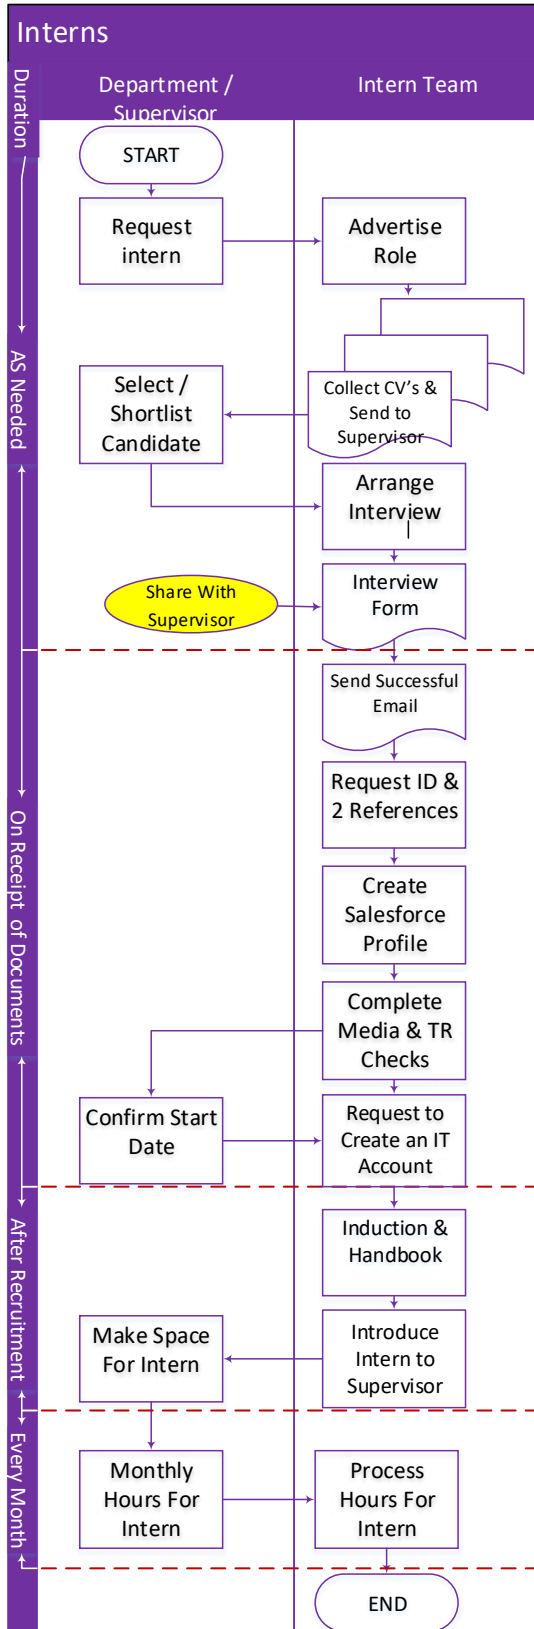 Interns
Duration
Department /
Supervisor
Intern Team
START
Request
intern
Advertise
Role
AS Needed
Select /
Shortlist
Candidate
Collect CV's &
Send to
Supervisor
Arrange
Interview
Share With
Supervisor
Interview
Form
Send Successful
Email
On Receipt of Documents
Request ID &
2 References
Create
Salesforce
Profile
Complete
Media & TR
Checks
Confirm Start
Date
Request to
Create an IT
Account
After Recruitment
Induction &
Handbook
Make Space
For Intern
Introduce
Intern to
Supervisor
Every Month
Monthly
Hours For
Intern
Process
Hours For
Intern
END